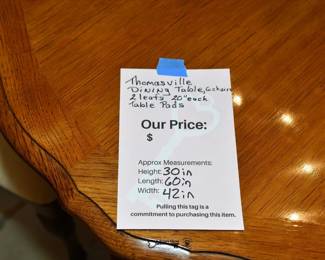 Thomasville
Dining Table, 6 chairs
2 leafs 20" each
Table Pads
Our Price:
$
Approx Measurements:
Height: 30 in
Length: 60 in
Width: 42 in
Pulling this tag is a
commitment to purchasing this item.